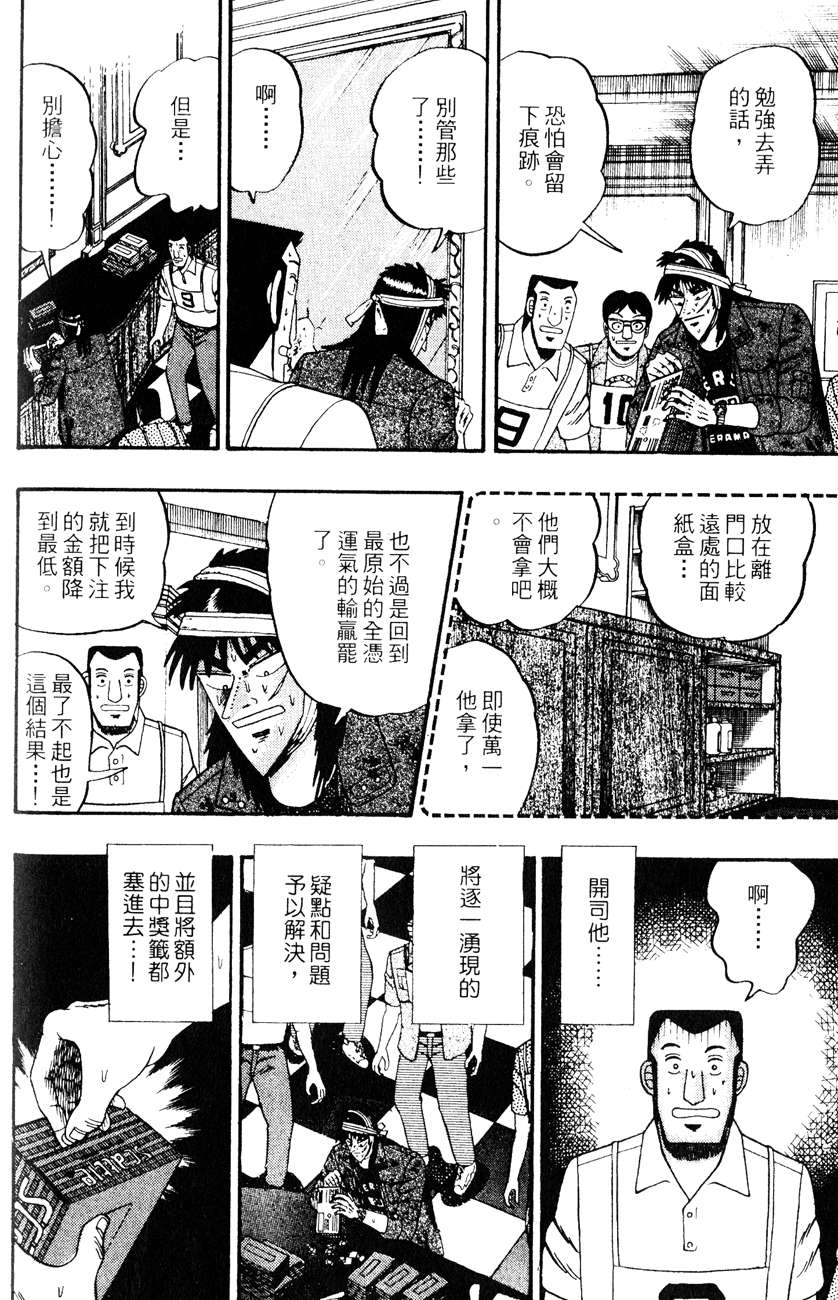 勉強去弄
的話，
恐怕會留
下痕跡。
9
10
別管那些
了……！
啊……
但是…
9
別擔心……！
放在離
門口比較
遠處的面
紙盒…
他們大概
不會拿吧
。
即使萬一
他拿了，
也不過是回到
最原始的全憑
運氣的輸贏罷
了。
到時候我
就把下注
的金額降
到最低。
最了不起也是
這個結果…！
啊……
開司他……
將逐一湧現的
疑點和問題
予以解決，
並且將額外
的中獎籤都
塞進去…！